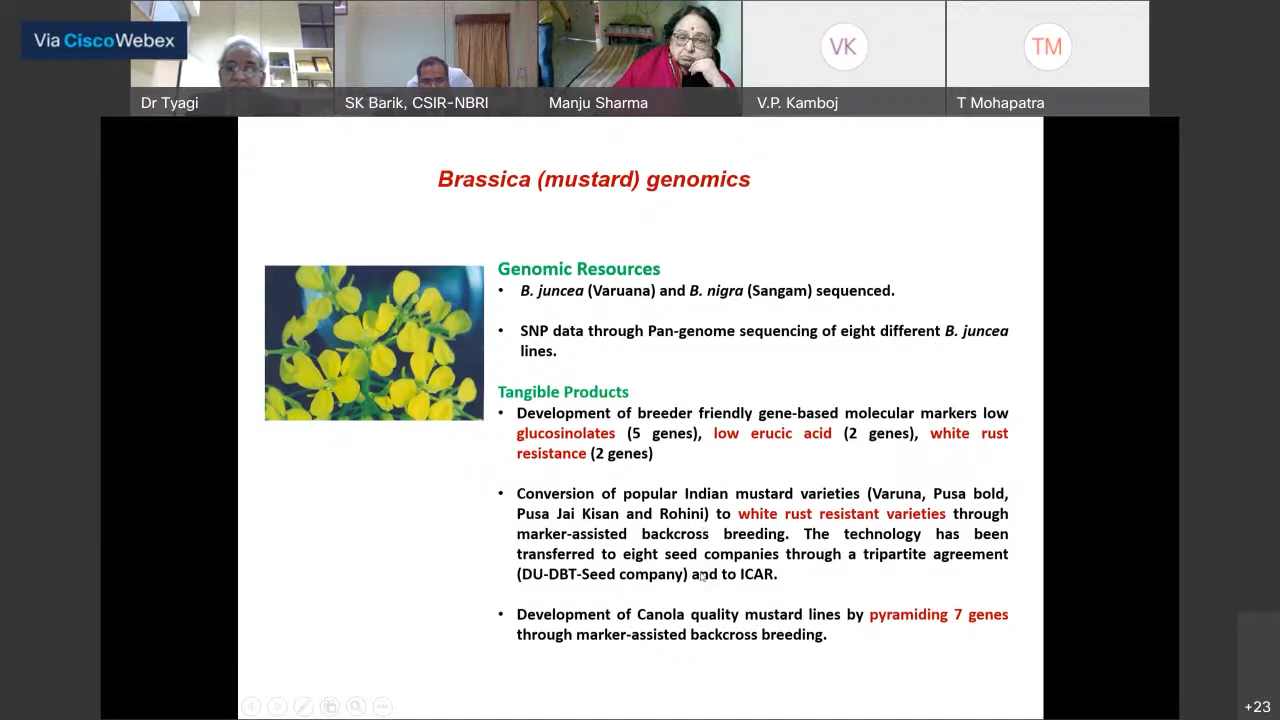 Via CiscoWebex
Dr Tyagi
SK Barik, CSIR-NBRI
Manju Sharma
VK
V.P. Kamboj
TM
T Mohapatra
Brassica (mustard) genomics
Genomic Resources
• B. juncea (Varuana) and B. nigra (Sangam) sequenced.
• SNP data through Pan-genome sequencing of eight different B. juncea
lines.
Tangible Products
• Development of breeder friendly gene-based molecular markers low
glucosinolates (5 genes), low erucic acid (2 genes), white rust
resistance (2 genes)
• Conversion of popular Indian mustard varieties (Varuna, Pusa bold,
Pusa Jai Kisan and Rohini) to white rust resistant varieties through
marker-assisted backcross breeding. The technology has been
transferred to eight seed companies through a tripartite agreement
(DU-DBT-Seed company) and to ICAR.
• Development of Canola quality mustard lines by pyramiding 7 genes
through marker-assisted backcross breeding.
+23